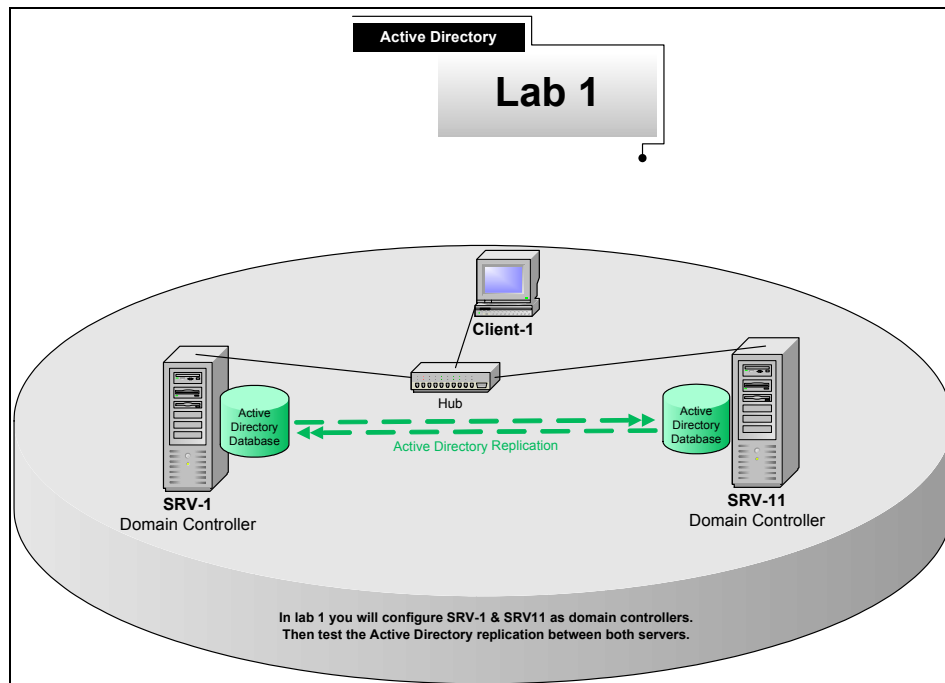 Active Directory
Lab 1
Client-1
Hub
Active
Directory
Database
Active
Directory
Database
Active Directory Replication
SRV-1
Domain Controller
SRV-11
Domain Controller
In lab 1 you will configure SRV-1 & SRV11 as domain controllers.
Then test the Active Directory replication between both servers.